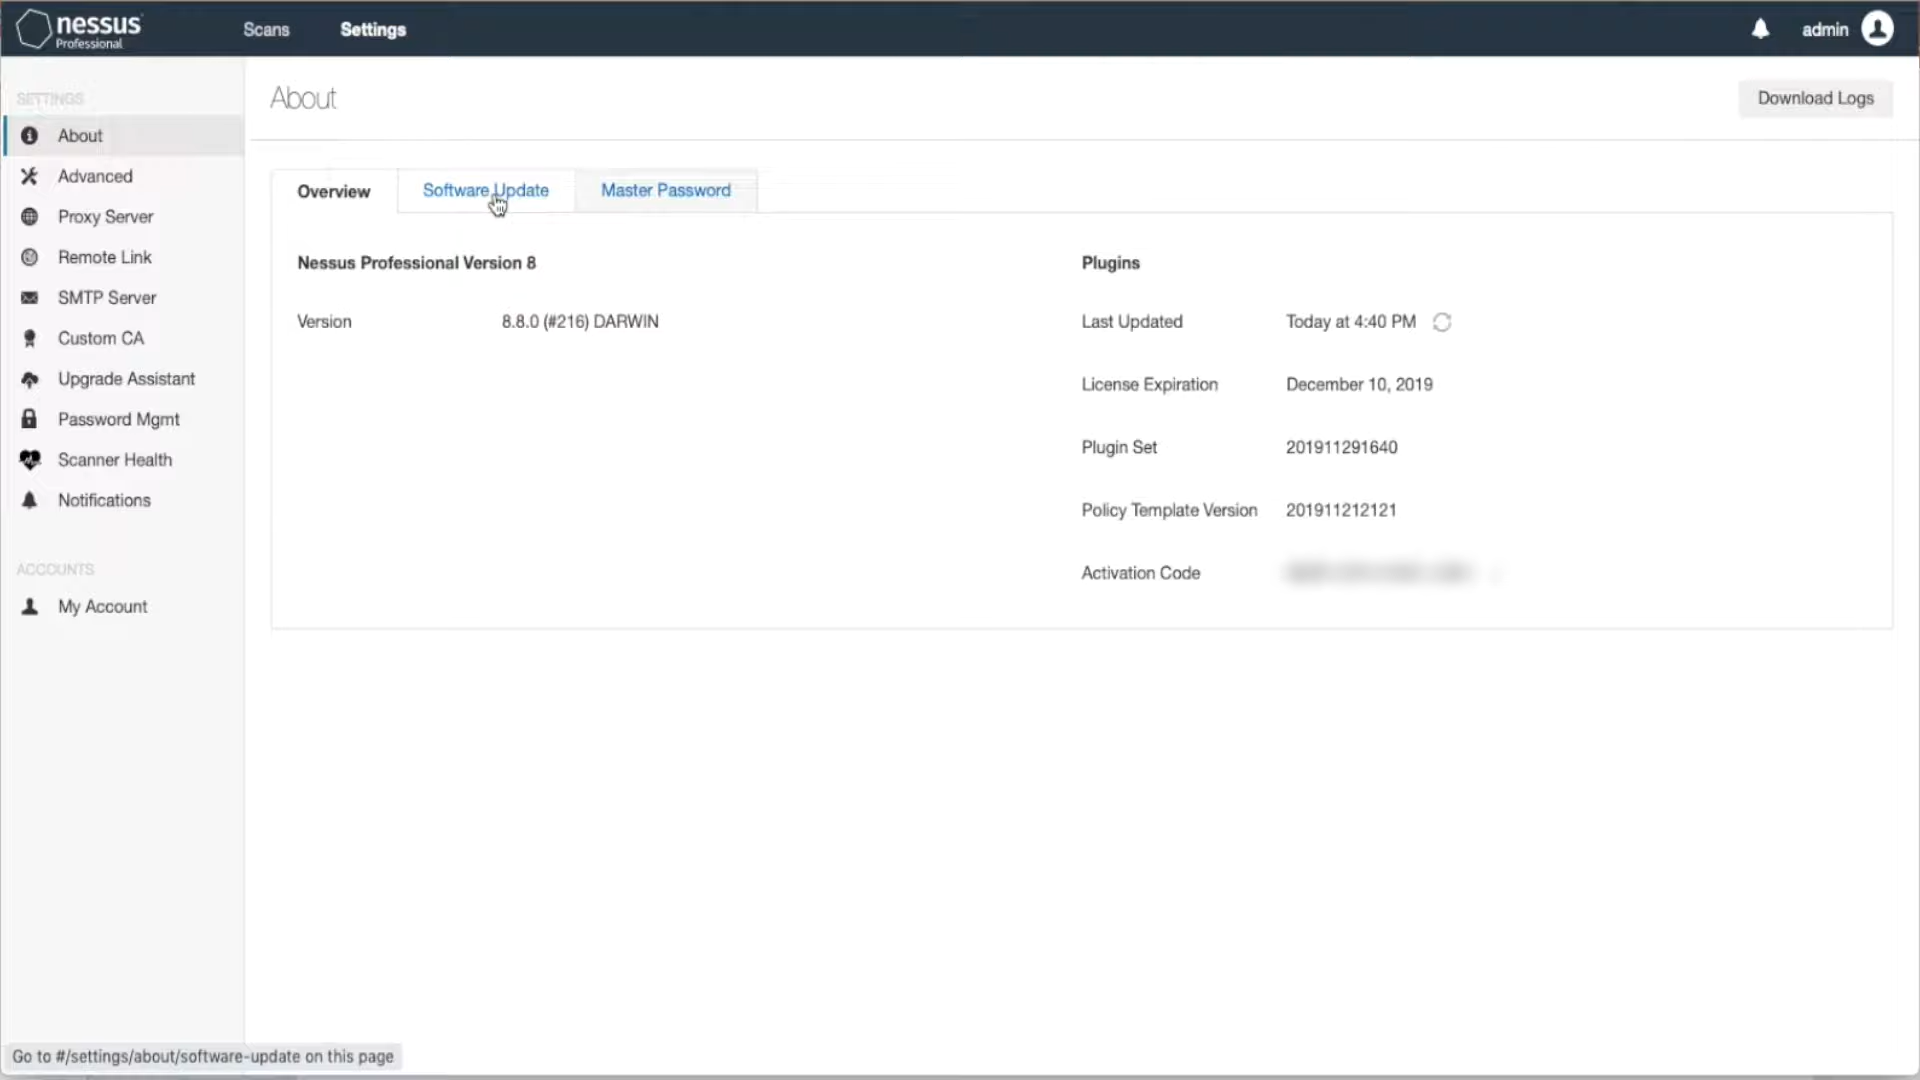 nessus
Professional
Scans
Settings
admin
SETTINGS
About
Advanced
Proxy Server
Remote Link
SMTP Server
Custom CA
Upgrade Assistant
Password Mgmt
Scanner Health
Notifications
ACCOUNTS
My Account
About
Download Logs
Overview
Software Update
Master Password
Nessus Professional Version 8
Version 8.8.0 (#216) DARWIN
Plugins
Last Updated Today at 4:40 PM
License Expiration December 10, 2019
Plugin Set 201911291640
Policy Template Version 201911212121
Activation Code
Go to #/settings/about/software-update on this page